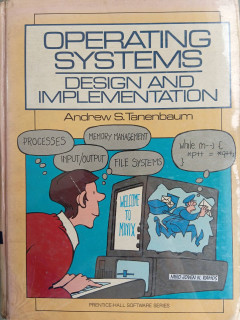 OPERATING
SYSTEMS
DESIGN AND
IMPLEMENTATION
Andrew S. Tanenbaum
PROCESSES
MEMORY MANAGEMENT
INPUT/OUTPUT
FILE SYSTEMS
while (m--) {
WELCOME
TO
MINIX
PRENTICE-HALL SOFTWARE SERIES